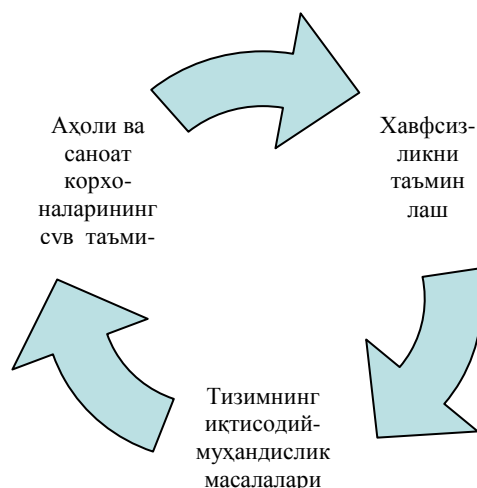 Аҳоли ва
саноат
корхо-
наларининг
сув таъми-
Хавфсиз-
ликни
таъмин
лаш
Тизимнинг
иқтисодий-
муҳандислик
масалалари